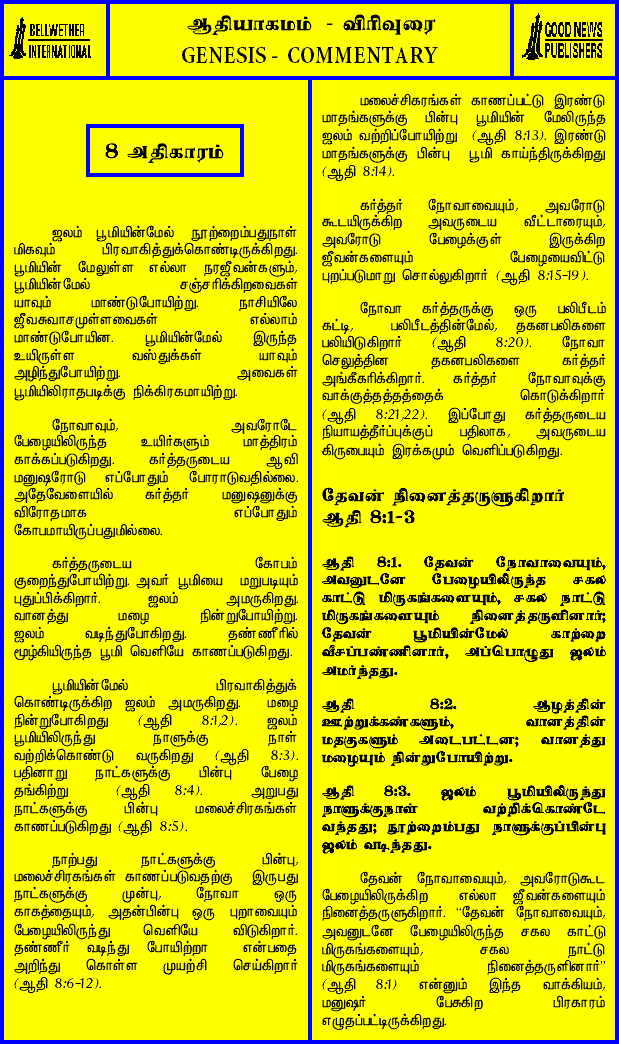 BELLWETHER
INTERNATIONAL
ஆதியாகமம் - விரிவுரை
GENESIS - COMMENTARY
GOOD NEWS
PUBLISHERS
8 அதிகாரம்
ஜலம் பூமியின்மேல் நூற்றைம்பதுநாள்
மிகவும் பிரவாகித்துக்கொண்டிருக்கிறது.
பூமியின் மேலுள்ள எல்லா நரஜீவன்களும்,
பூமியின்மேல் சஞ்சரிக்கிறவைகள்
யாவும் மாண்டுபோயிற்று. நாசியிலே
ஜீவசுவாசமுள்ளவைகள் எல்லாம்
மாண்டுபோயின. பூமியின்மேல் இருந்த
உயிருள்ள வஸ்துக்கள் யாவும்
அழிந்துபோயிற்று. அவைகள்
பூமியிலிராதபடிக்கு நிக்கிரகமாயிற்று.
நோவாவும், அவரோடே
பேழையிலிருந்த உயிர்களும் மாத்திரம்
காக்கப்படுகிறது. கர்த்தருடைய ஆவி
மனுஷரோடு எப்போதும் போராடுவதில்லை.
அதேவேளையில் கர்த்தர் மனுஷனுக்கு
விரோதமாக எப்போதும்
கோபமாயிருப்பதுமில்லை.
கர்த்தருடைய கோபம்
குறைந்துபோயிற்று. அவர் பூமியை மறுபடியும்
புதுப்பிக்கிறார். ஜலம் அமருகிறது.
வானத்து மழை நின்றுபோயிற்று.
ஜலம் வடிந்துபோகிறது. தண்ணீரில்
மூழ்கியிருந்த பூமி வெளியே காணப்படுகிறது.
பூமியின்மேல் பிரவாகித்துக்
கொண்டிருக்கிற ஜலம் அமருகிறது. மழை
நின்றுபோகிறது (ஆதி 8:1,2). ஜலம்
பூமியிலிருந்து நாளுக்கு நாள்
வற்றிக்கொண்டு வருகிறது (ஆதி 8:3).
பதினாறு நாட்களுக்கு பின்பு பேழை
தங்கிற்று (ஆதி 8:4). அறுபது
நாட்களுக்கு பின்பு மலைச்சிரகங்கள்
காணப்படுகிறது (ஆதி 8:5).
நாற்பது நாட்களுக்கு பின்பு,
மலைச்சிரகங்கள் காணப்படுவதற்கு இருபது
நாட்களுக்கு முன்பு, நோவா ஒரு
காகத்தையும், அதன்பின்பு ஒரு புறாவையும்
பேழையிலிருந்து வெளியே விடுகிறார்.
தண்ணீர் வடிந்து போயிற்றா என்பதை
அறிந்து கொள்ள முயற்சி செய்கிறார்
(ஆதி 8:6-12).
மலைச்சிகரங்கள் காணப்பட்டு இரண்டு
மாதங்களுக்கு பின்பு பூமியின் மேலிருந்த
ஜலம் வற்றிப்போயிற்று (ஆதி 8:13). இரண்டு
மாதங்களுக்கு பின்பு பூமி காய்ந்திருக்கிறது
(ஆதி 8:14).
கர்த்தர் நோவாவையும், அவரோடு
கூடயிருக்கிற அவருடைய வீட்டாரையும்,
அவரோடு பேழைக்குள் இருக்கிற
ஜீவன்களையும் பேழையைவிட்டு
புறப்படுமாறு சொல்லுகிறார் (ஆதி 8:15-19).
நோவா கர்த்தருக்கு ஒரு பலிபீடம்
கட்டி, பலிபீடத்தின்மேல், தகனபலிகளை
பலியிடுகிறார் (ஆதி 8:20). நோவா
செலுத்தின தகனபலிகளை கர்த்தர்
அங்கீகரிக்கிறார். கர்த்தர் நோவாவுக்கு
வாக்குத்தத்தத்தைக் கொடுக்கிறார்
(ஆதி 8:21,22). இப்போது கர்த்தருடைய
நியாயத்தீர்ப்புக்குப் பதிலாக, அவருடைய
கிருபையும் இரக்கமும் வெளிப்படுகிறது.
தேவன் நினைத்தருளுகிறார்
ஆதி 8:1-3
ஆதி 8:1. தேவன் நோவாவையும்,
அவனுடனே பேழையிலிருந்த சகல
காட்டு மிருகங்களையும், சகல நாட்டு
மிருகங்களையும் நினைத்தருளினார்;
தேவன் பூமியின்மேல் காற்றை
வீசப்பண்ணினார், அப்பொழுது ஜலம்
அமர்ந்தது.
ஆதி 8:2. ஆழத்தின்
ஊற்றுக்கண்களும், வானத்தின்
மதகுகளும் அடைபட்டன; வானத்து
மழையும் நின்றுபோயிற்று.
ஆதி 8:3. ஜலம் பூமியிலிருந்து
நாளுக்குநாள் வற்றிக்கொண்டே
வந்தது; நூற்றைம்பது நாளுக்குப்பின்பு
ஜலம் வடிந்தது.
தேவன் நோவாவையும், அவரோடுகூட
பேழையிலிருக்கிற எல்லா ஜீவன்களையும்
நினைத்தருளுகிறார். "தேவன் நோவாவையும்,
அவனுடனே பேழையிலிருந்த சகல காட்டு
மிருகங்களையும், சகல நாட்டு
மிருகங்களையும் நினைத்தருளினார்"
(ஆதி 8:1) என்னும் இந்த வாக்கியம்,
மனுஷர் பேசுகிற பிரகாரம்
எழுதப்பட்டிருக்கிறது.